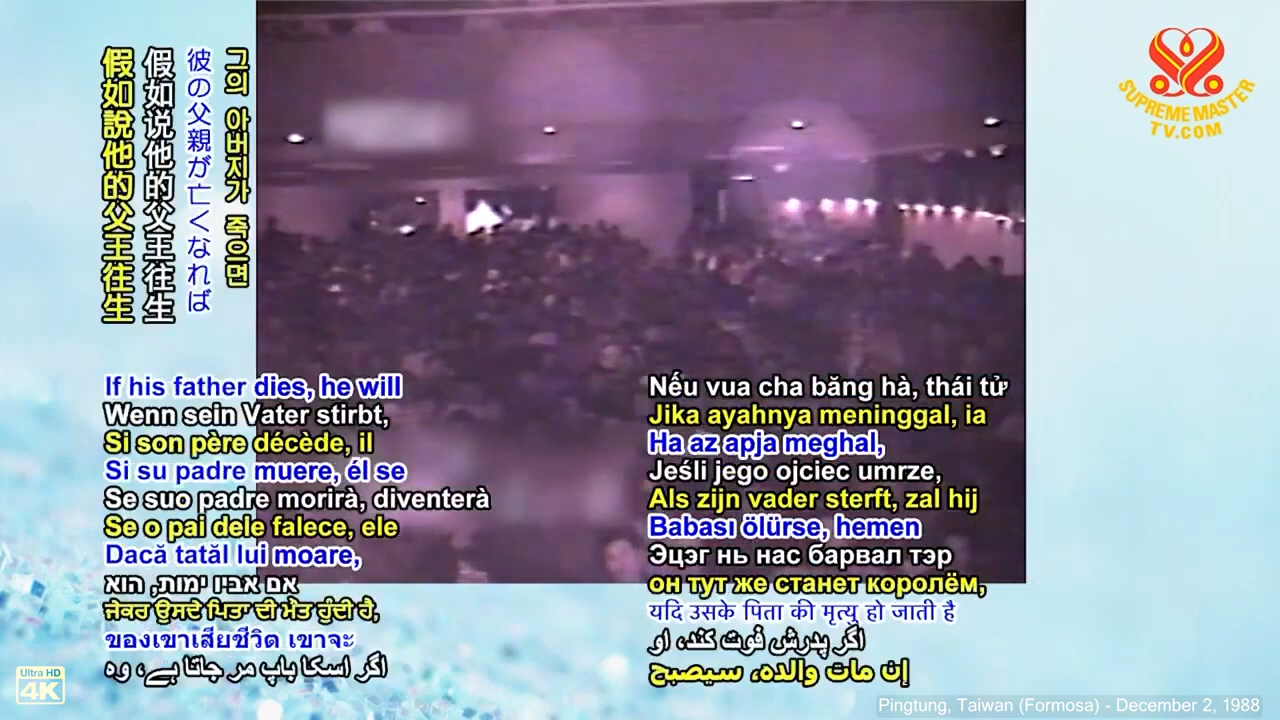 假如說他的父王往生
假如说他的父王往生
彼の父親が亡くなれば
그의 아버지가 죽으면
SUPREME MASTER
TV.COM
If his father dies, he will
Wenn sein Vater stirbt,
Si son père décède, il
Si su padre muere, él se
Se suo padre morirà, diventerà
Se o pai dele falece, ele
Dacă tatăl lui moare,
אם אביו ימות, הוא
ਜੇਕਰ ਉਸਦੇ ਪਿਤਾ ਦੀ ਮੌਤ ਹੁੰਦੀ ਹੈ,
ของเขาเสียชีวิต เขาจะ
اگر اسکا باپ مر جاتا ہے، وہ
Nếu vua cha băng hà, thái tử
Jika ayahnya meninggal, ia
Ha az apja meghal,
Jeśli jego ojciec umrze,
Als zijn vader sterft, zal hij
Babası ölürse, hemen
Эцэг нь нас барвал тэр
он тут же станет королём,
यदि उसके पिता की मृत्यु हो जाती है
اگر پدرش فوت کند، او
إن مات والده، سيصبح
Ultra HD
4K
Pingtung, Taiwan (Formosa) - December 2, 1988